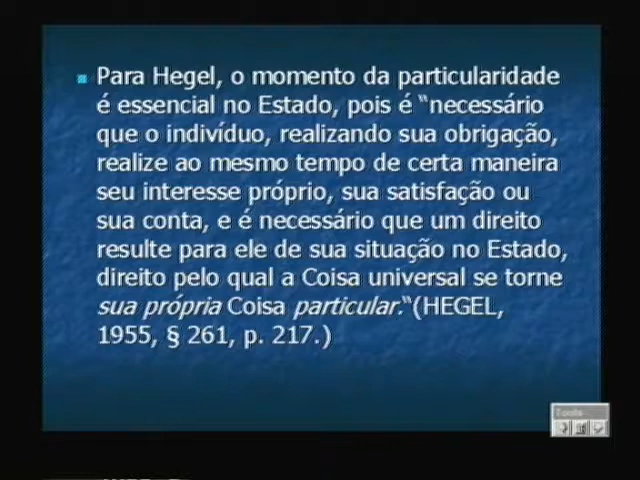 Para Hegel, o momento da particularidade
é essencial no Estado, pois é "necessário
que o indivíduo, realizando sua obrigação,
realize ao mesmo tempo de certa maneira
seu interesse próprio, sua satisfação ou
sua conta, e é necessário que um direito
resulte para ele de sua situação no Estado,
direito pelo qual a Coisa universal se torne
sua própria Coisa particular."(HEGEL,
1955, § 261, p. 217.)